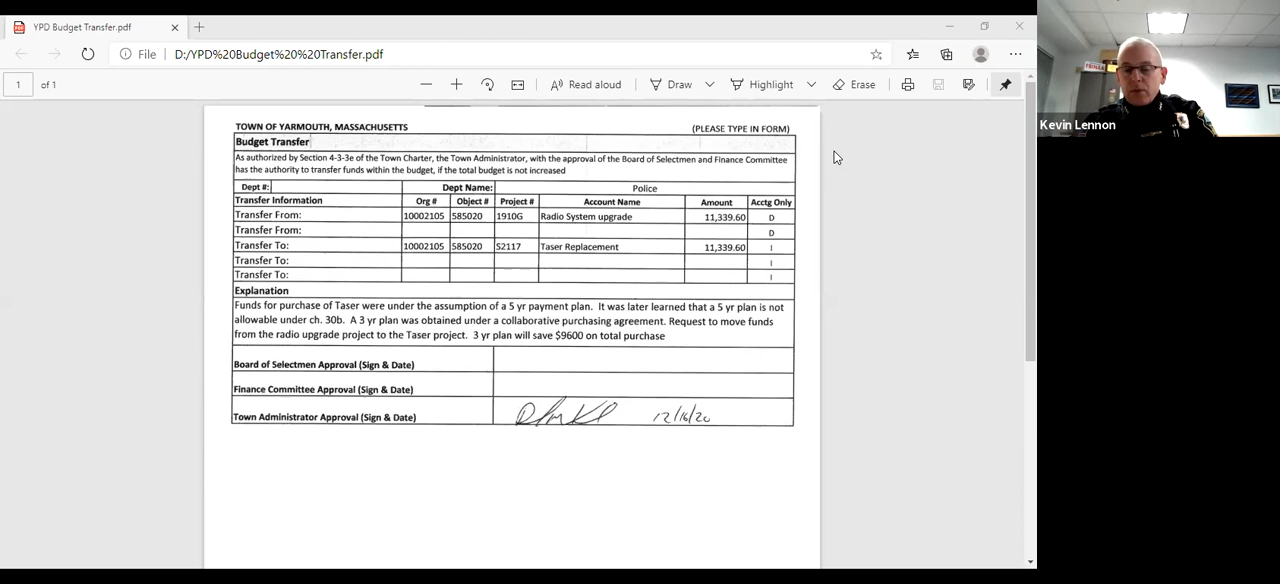 YPD Budget Transfer.pdf
File D:/YPD%20Budget%20%20Transfer.pdf
1 of 1 Read aloud Draw Highlight Erase
Kevin Lennon
TOWN OF YARMOUTH, MASSACHUSETTS (PLEASE TYPE IN FORM)
Budget Transfer
As authorized by Section 4-3-3e of the Town Charter, the Town Administrator, with the approval of the Board of Selectmen and Finance Committee
has the authority to transfer funds within the budget, if the total budget is not increased
Dept #: Dept Name: Police
Transfer Information Org # Object # Project # Account Name Amount Acctg Only
Transfer From: 10002105 585020 1910G Radio System upgrade 11,339.60 D
Transfer From: D
Transfer To: 10002105 585020 S2117 Taser Replacement 11,339.60 I
Transfer To: I
Transfer To: I
Explanation
Funds for purchase of Taser were under the assumption of a 5 yr payment plan. It was later learned that a 5 yr plan is not
allowable under ch. 30b. A 3 yr plan was obtained under a collaborative purchasing agreement. Request to move funds
from the radio upgrade project to the Taser project. 3 yr plan will save $9600 on total purchase
Board of Selectmen Approval (Sign & Date)
Finance Committee Approval (Sign & Date)
Town Administrator Approval (Sign & Date) 12/16/20